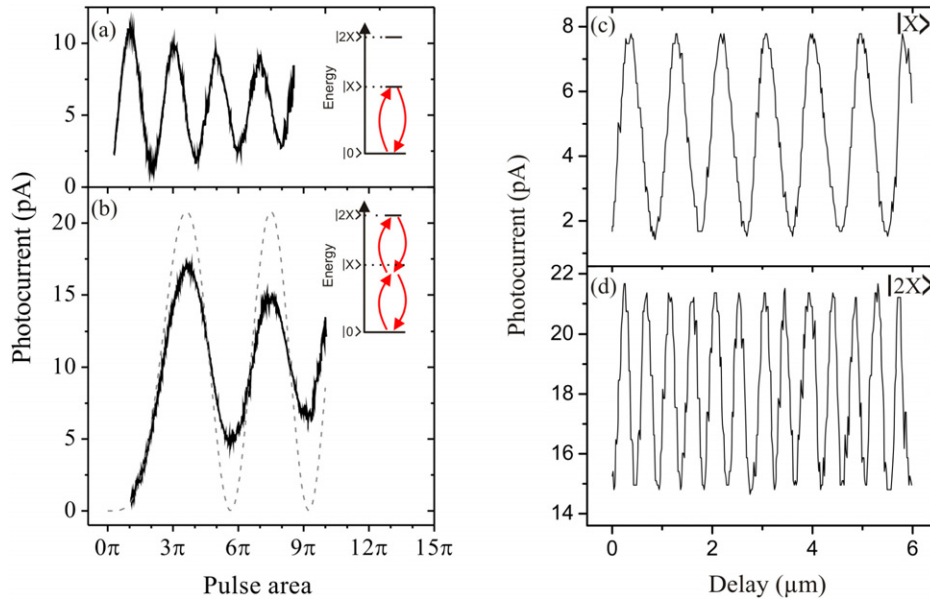 (a)
10
5
0
Photocurrent (pA)
|2X>
|X>
|0>
Energy
(b)
20
15
10
5
0
|2X>
|X>
|0>
Energy
0π 3π 6π 9π 12π 15π
Pulse area
(c)
|X>
8
6
4
2
Photocurrent (pA)
(d)
|2X>
22
20
18
16
14
0 2 4 6
Delay (µm)